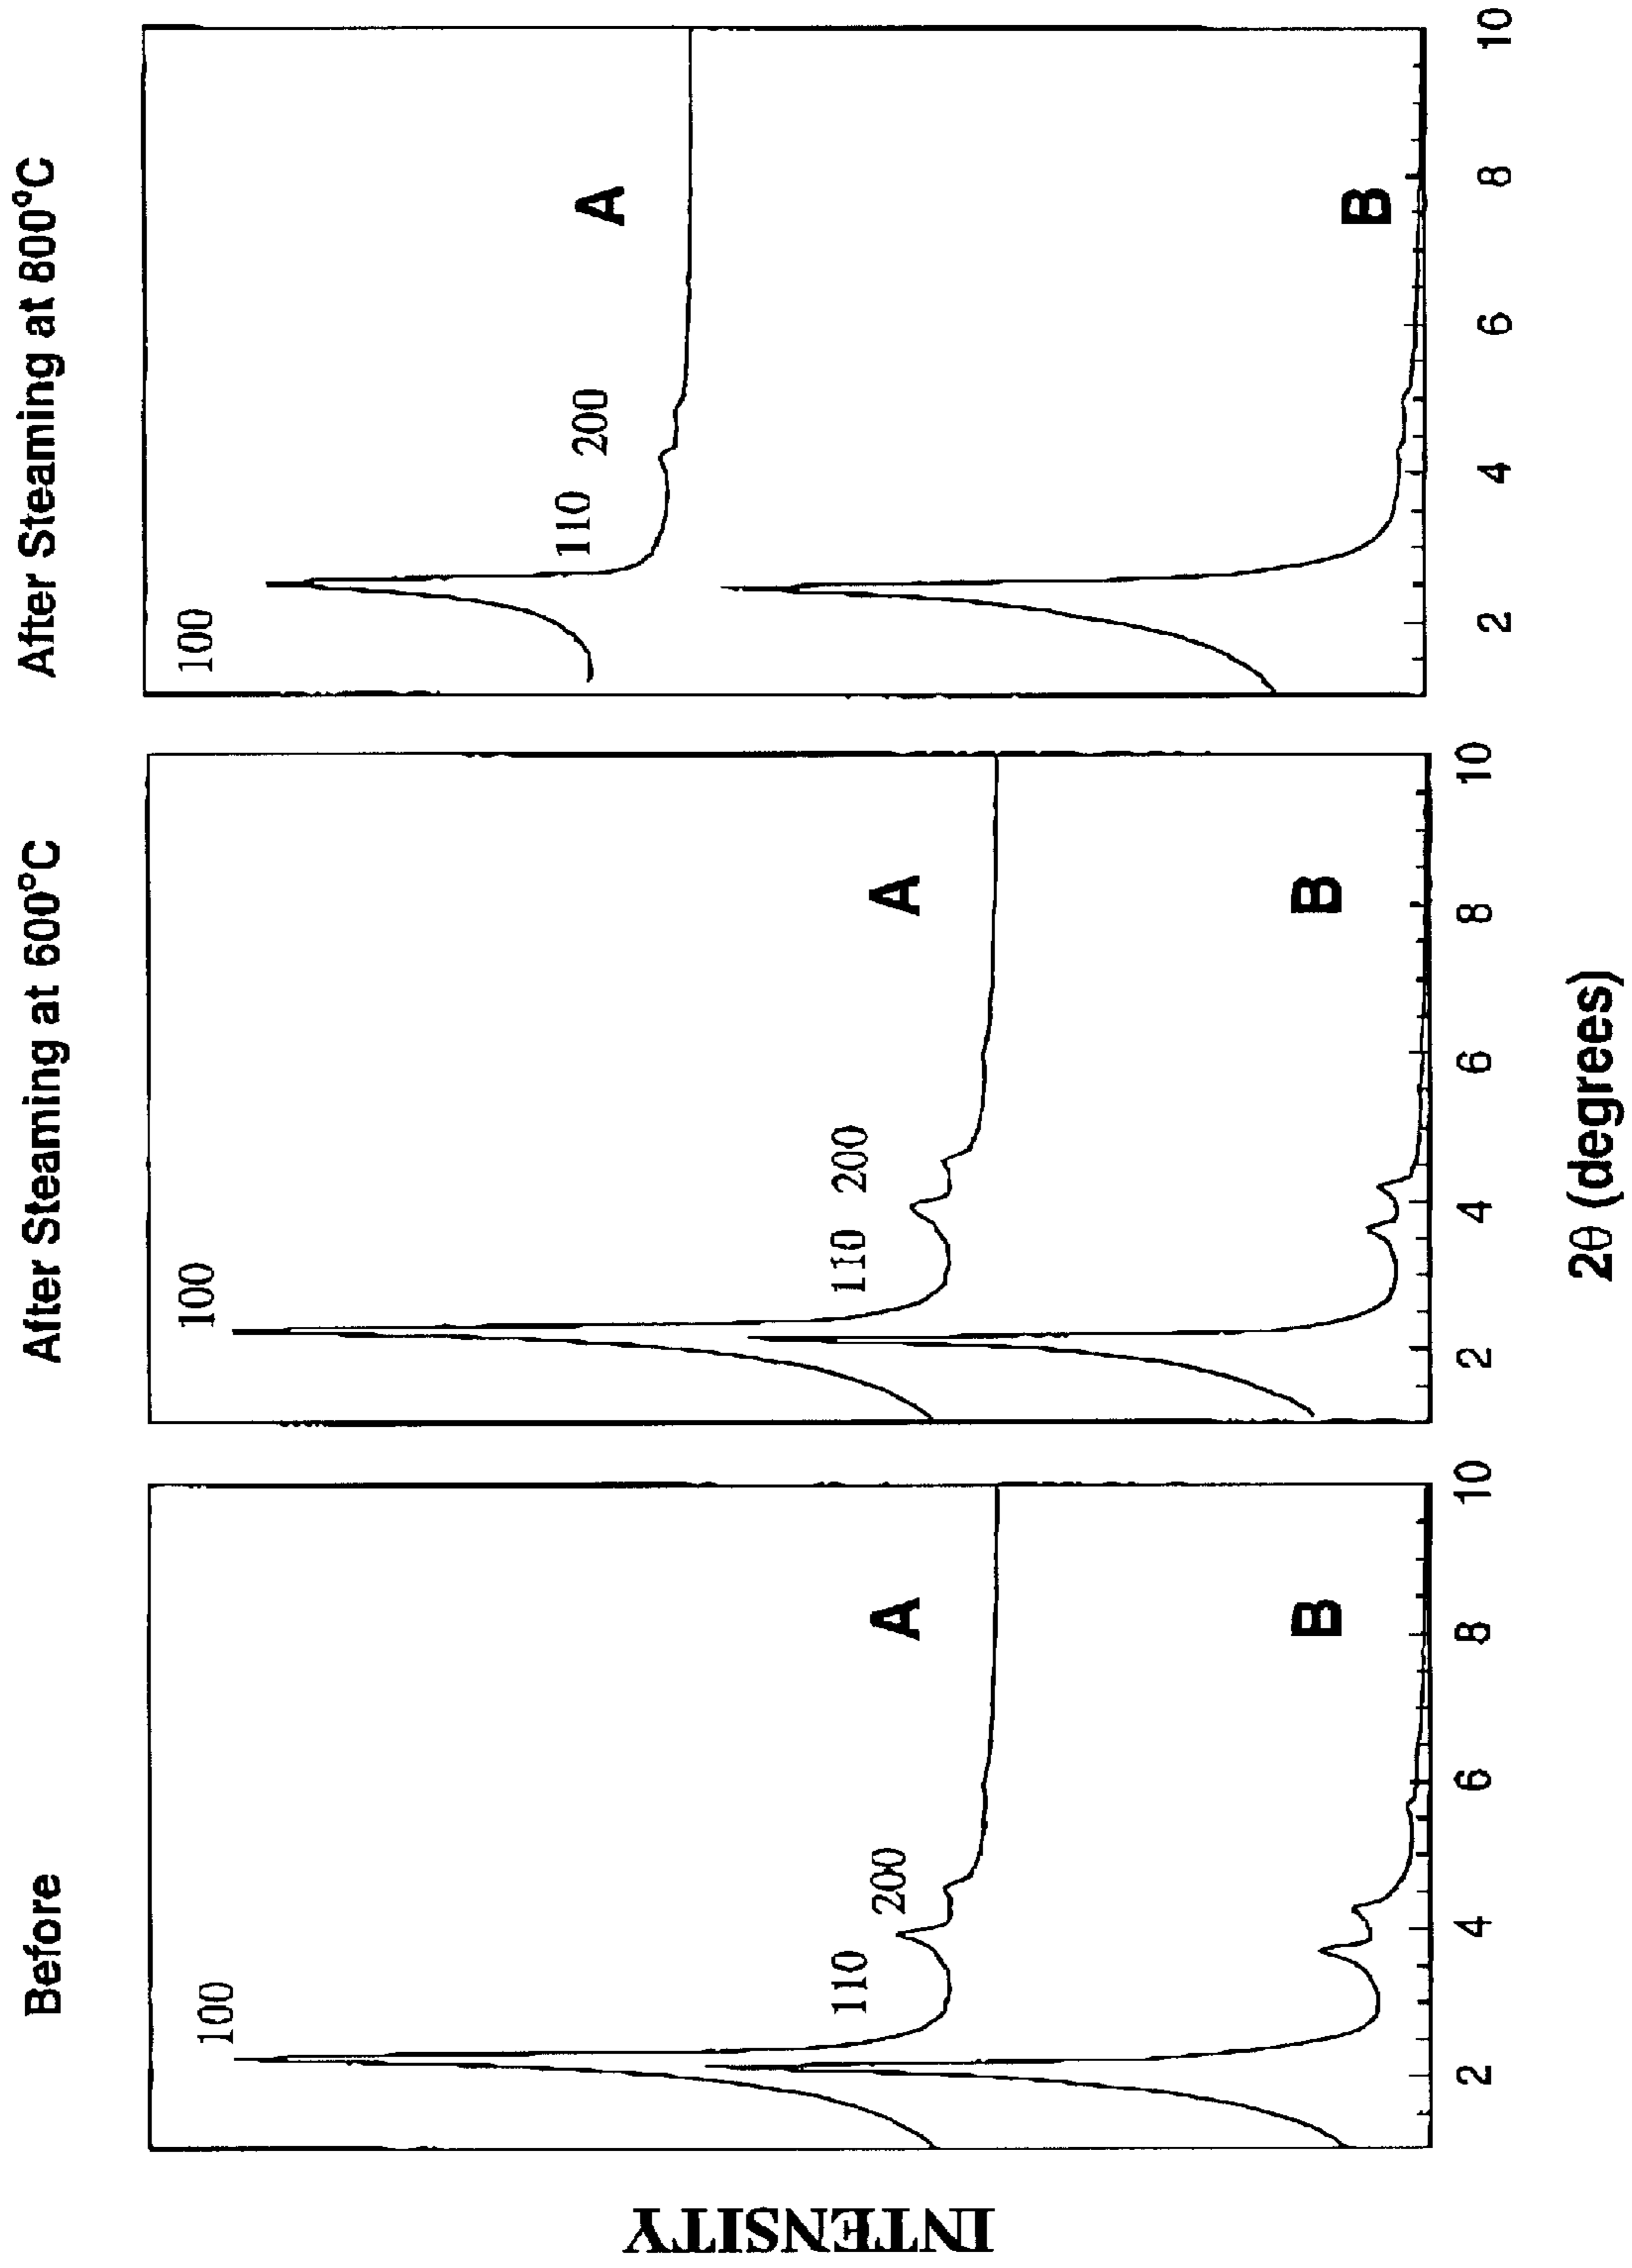 Before
After Steaming at 600°C
After Steaming at 800°C
INTENSITY
100
110
200
A
B
2
4
6
8
10
100
110
200
A
B
2
4
6
8
10
100
110
200
A
B
2
4
6
8
10
2θ (degrees)